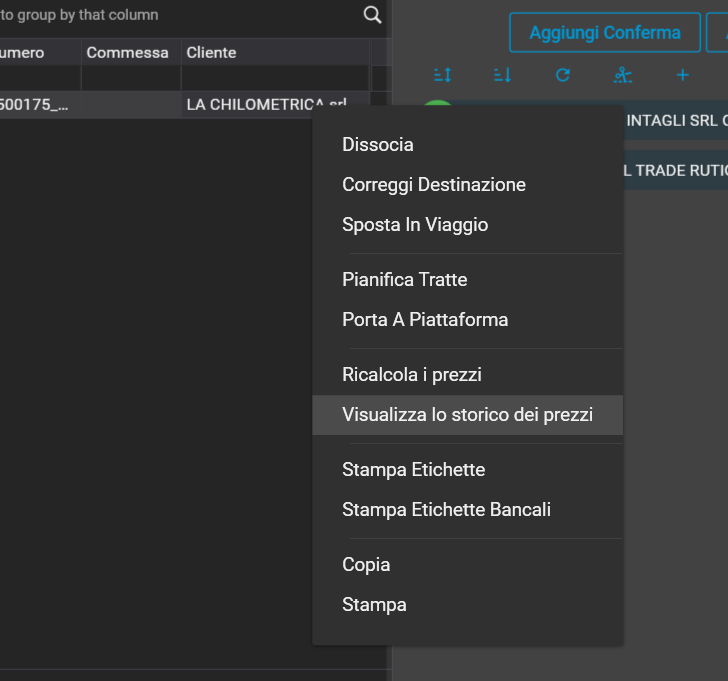 to group by that column
Aggiungi Conferma
Commessa
Cliente
500175_...
LA CHILOMETRICA srl
INTAGLI SRL
TRADE
Dissocia
Correggi Destinazione
Sposta In Viaggio
Pianifica Tratte
Porta A Piattaforma
Ricalcola i prezzi
Visualizza lo storico dei prezzi
Stampa Etichette
Stampa Etichette Bancali
Copia
Stampa